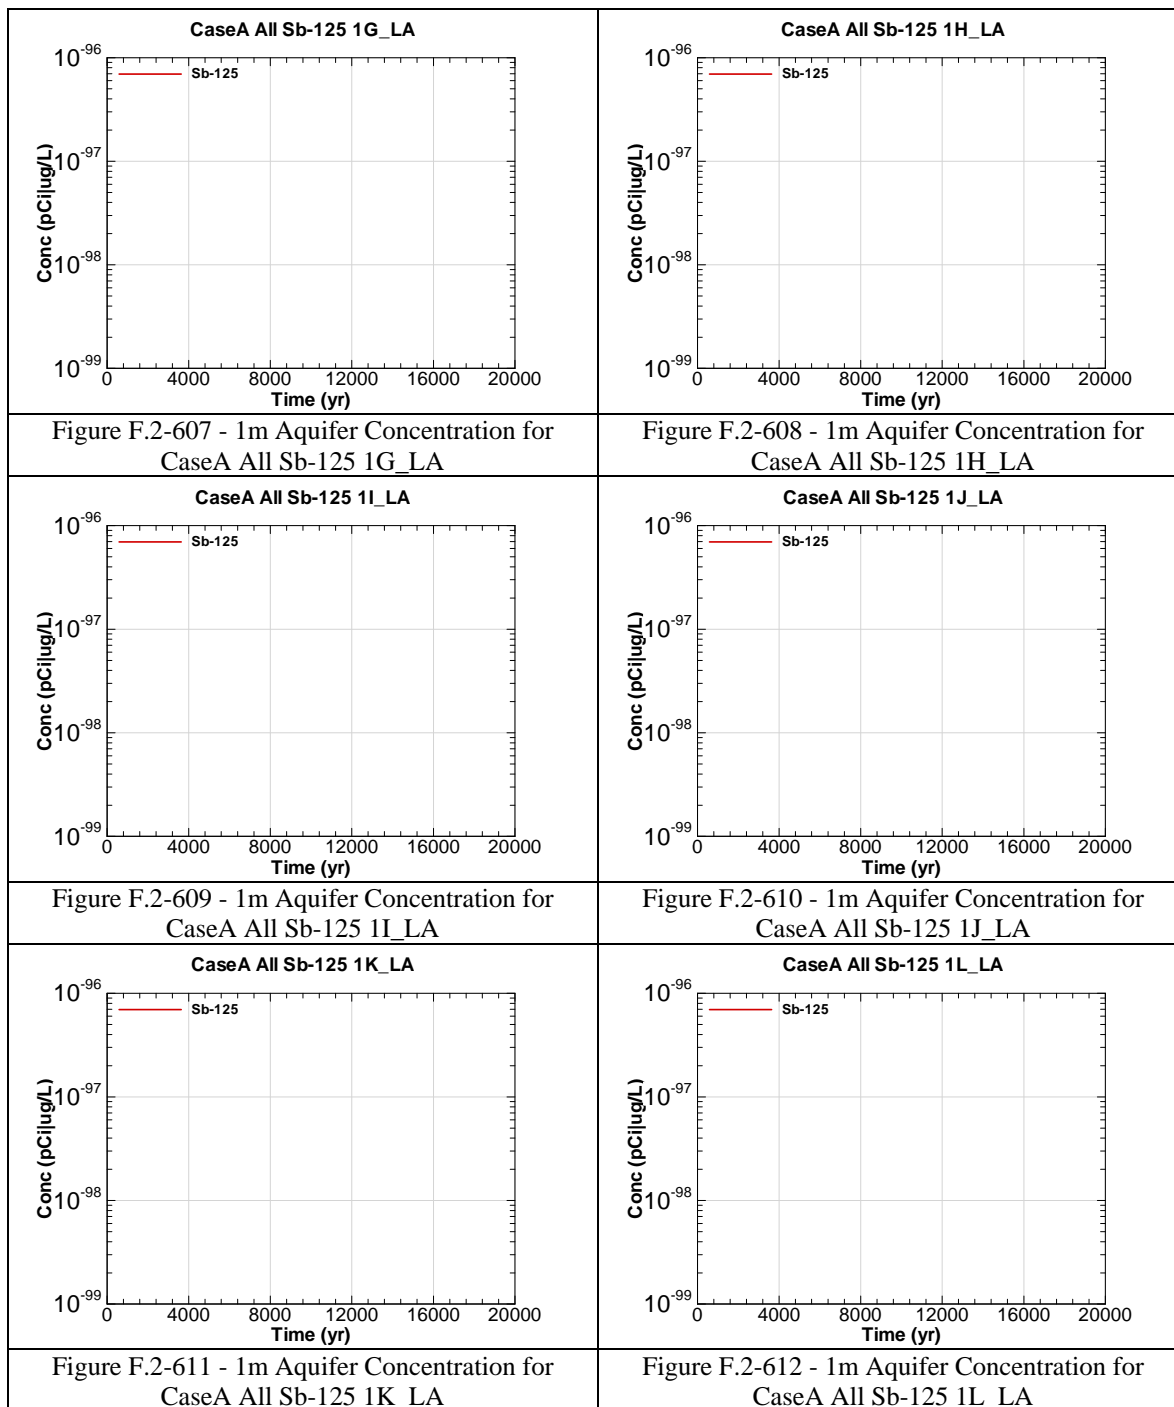 CaseA All Sb-125 1G_LA
Sb-125
Conc (pCi|ug/L)
10-96
10-97
10-98
10-99
0 4000 8000 12000 16000 20000
Time (yr)
Figure F.2-607 - 1m Aquifer Concentration for
CaseA All Sb-125 1G_LA
CaseA All Sb-125 1H_LA
Sb-125
Conc (pCi|ug/L)
10-96
10-97
10-98
10-99
0 4000 8000 12000 16000 20000
Time (yr)
Figure F.2-608 - 1m Aquifer Concentration for
CaseA All Sb-125 1H_LA
CaseA All Sb-125 1I_LA
Sb-125
Conc (pCi|ug/L)
10-96
10-97
10-98
10-99
0 4000 8000 12000 16000 20000
Time (yr)
Figure F.2-609 - 1m Aquifer Concentration for
CaseA All Sb-125 1I_LA
CaseA All Sb-125 1J_LA
Sb-125
Conc (pCi|ug/L)
10-96
10-97
10-98
10-99
0 4000 8000 12000 16000 20000
Time (yr)
Figure F.2-610 - 1m Aquifer Concentration for
CaseA All Sb-125 1J_LA
CaseA All Sb-125 1K_LA
Sb-125
Conc (pCi|ug/L)
10-96
10-97
10-98
10-99
0 4000 8000 12000 16000 20000
Time (yr)
Figure F.2-611 - 1m Aquifer Concentration for
CaseA All Sb-125 1K_LA
CaseA All Sb-125 1L_LA
Sb-125
Conc (pCi|ug/L)
10-96
10-97
10-98
10-99
0 4000 8000 12000 16000 20000
Time (yr)
Figure F.2-612 - 1m Aquifer Concentration for
CaseA All Sb-125 1L_LA